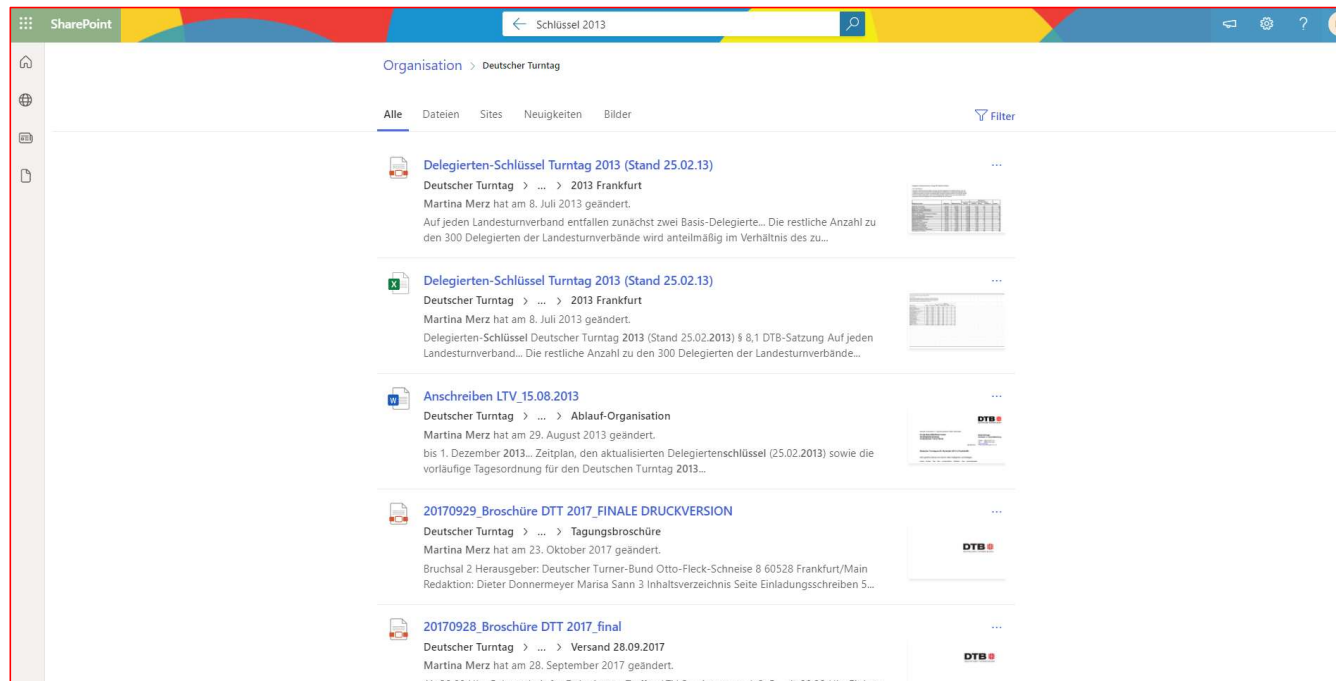 SharePoint
Schlüssel 2013
?
Organisation > Deutscher Turntag
Alle Dateien Sites Neuigkeiten Bilder
Filter
Delegierten-Schlüssel Turntag 2013 (Stand 25.02.13)
Deutscher Turntag > ... > 2013 Frankfurt
Martina Merz hat am 8. Juli 2013 geändert.
Auf jeden Landesturnverband entfallen zunächst zwei Basis-Delegierte... Die restliche Anzahl zu
den 300 Delegierten der Landesturnverbände wird anteilmäßig im Verhältnis des zu...
Delegierten-Schlüssel Turntag 2013 (Stand 25.02.13)
Deutscher Turntag > ... > 2013 Frankfurt
Martina Merz hat am 8. Juli 2013 geändert.
Delegierten-Schlüssel Deutscher Turntag 2013 (Stand 25.02.2013) § 8,1 DTB-Satzung Auf jeden
Landesturnverband... Die restliche Anzahl zu den 300 Delegierten der Landesturnverbände...
Anschreiben LTV_15.08.2013
Deutscher Turntag > ... > Ablauf-Organisation
Martina Merz hat am 29. August 2013 geändert.
bis 1. Dezember 2013... Zeitplan, den aktualisierten Delegiertenschlüssel (25.02.2013) sowie die
vorläufige Tagesordnung für den Deutschen Turntag 2013...
DTB
20170929_Broschüre DTT 2017_FINALE DRUCKVERSION
Deutscher Turntag > ... > Tagungsbroschüre
Martina Merz hat am 23. Oktober 2017 geändert.
Bruchsal 2 Herausgeber: Deutscher Turner-Bund Otto-Fleck-Schneise 8 60528 Frankfurt/Main
Redaktion: Dieter Donnermeyer Marisa Sann 3 Inhaltsverzeichnis Seite Einladungsschreiben 5...
DTB
20170928_Broschüre DTT 2017_final
Deutscher Turntag > ... > Versand 28.09.2017
Martina Merz hat am 28. September 2017 geändert.
DTB